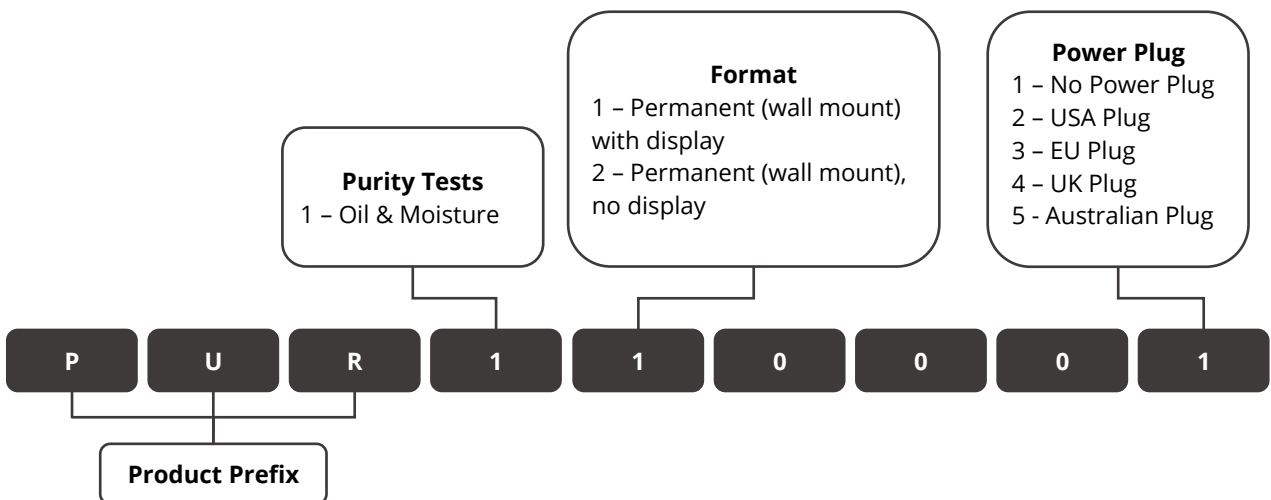 Purity Tests
1 – Oil & Moisture
Format
1 – Permanent (wall mount)
with display
2 – Permanent (wall mount),
no display
Power Plug
1 – No Power Plug
2 – USA Plug
3 – EU Plug
4 – UK Plug
5 - Australian Plug
P U R 1 1 0 0 0 1
Product Prefix